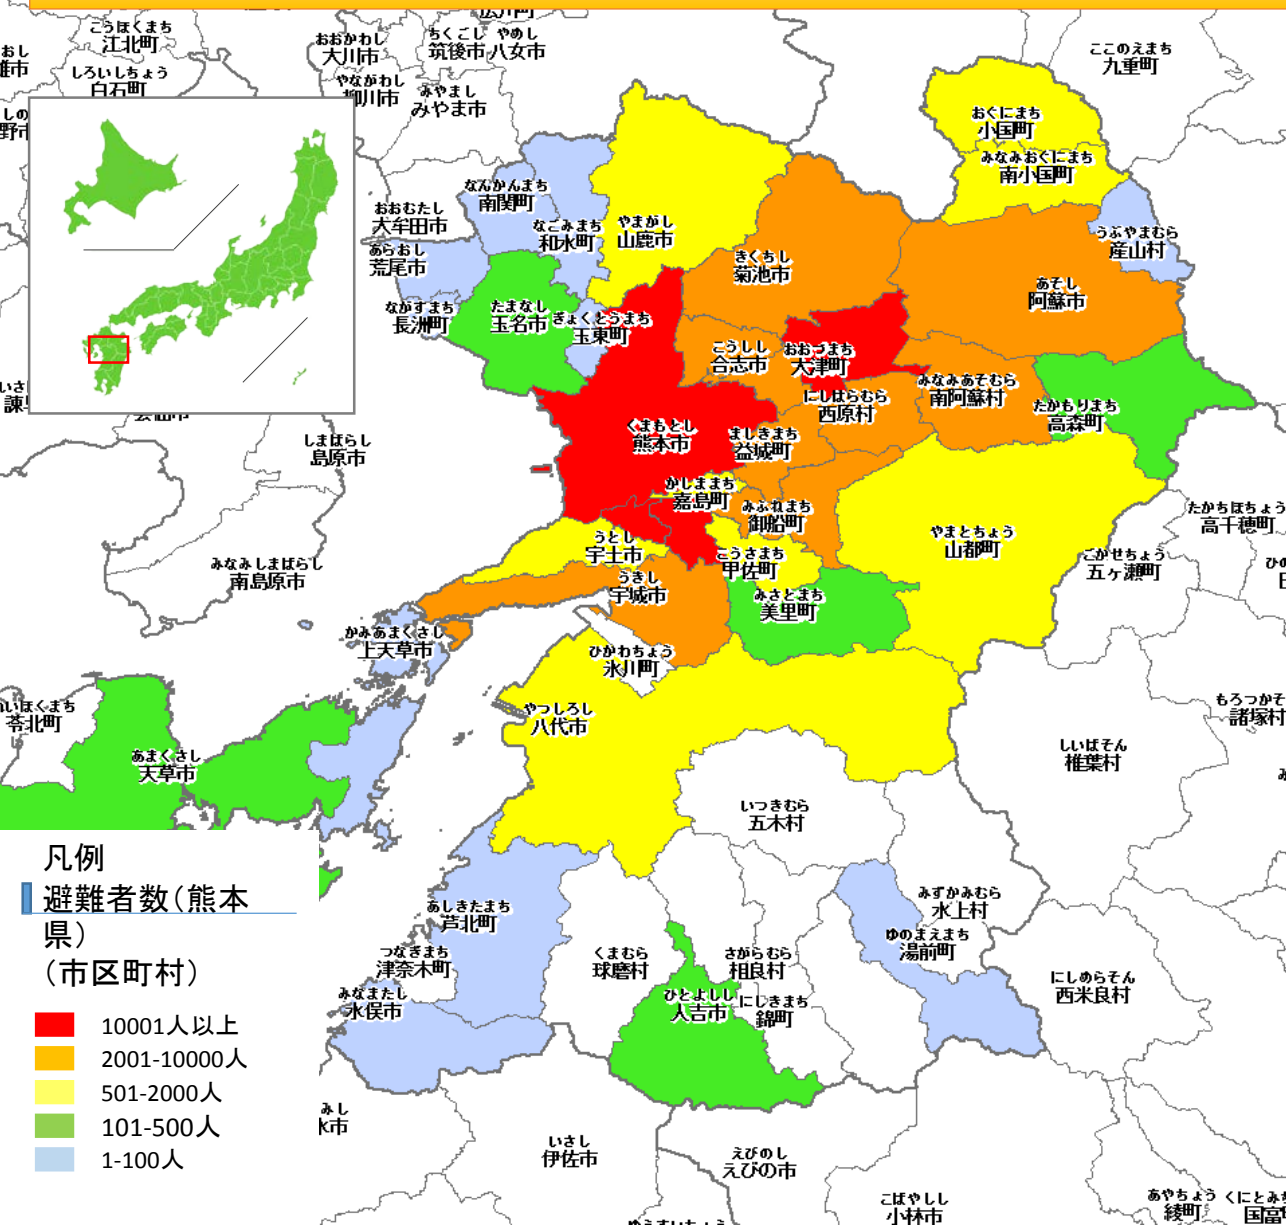 こうほくまち
江北町
しろいしちょう
白石町
おおかわし
大川市
ちくごし やめし
筑後市 八女市
やながわし
柳川市
みやまし
みやま市
ここのえまち
九重町
おぐにまち
小国町
みなみおぐにまち
南小国町
うぶやまむら
産山村
なんかんまち
南関町
なごみまち
和水町
おおむたし
大牟田市
あらおし
荒尾市
ながすまち
長洲町
たまなし
玉名市
ぎょくとうまち
玉東町
やまがし
山鹿市
きくちし
菊池市
あそし
阿蘇市
こうしし
合志市
おおづまち
大津町
にしはらむら
西原村
みなみあそむら
南阿蘇村
たかもりまち
高森町
くまもとし
熊本市
ましきまち
益城町
かしままち
嘉島町
みふねまち
御船町
うとし
宇土市
こうさまち
甲佐町
やまとちょう
山都町
たかちほちょう
高千穂町
ごかせちょう
五ヶ瀬町
しまばらし
島原市
みなみしまばらし
南島原市
うきし
宇城市
みさとまち
美里町
かみあまくさし
上天草市
ひかわちょう
氷川町
やつしろし
八代市
苓北町
あまくさし
天草市
もろつかそ
諸塚村
しいばそん
椎葉村
いつきむら
五木村
みずかみむら
水上村
ゆのまえまち
湯前町
あしきたまち
芦北町
つなぎまち
津奈木町
みなまたし
水俣市
くまむら
球磨村
さがらむら
相良村
ひとよしし
人吉市
にしきまち
錦町
にしめらそん
西米良村
いさし
伊佐市
えびのし
えびの市
こばやしし
小林市
あやちょう
綾町
凡例
避難者数(熊本
県)
(市区町村)
10001人以上
2001-10000人
501-2000人
101-500人
1-100人